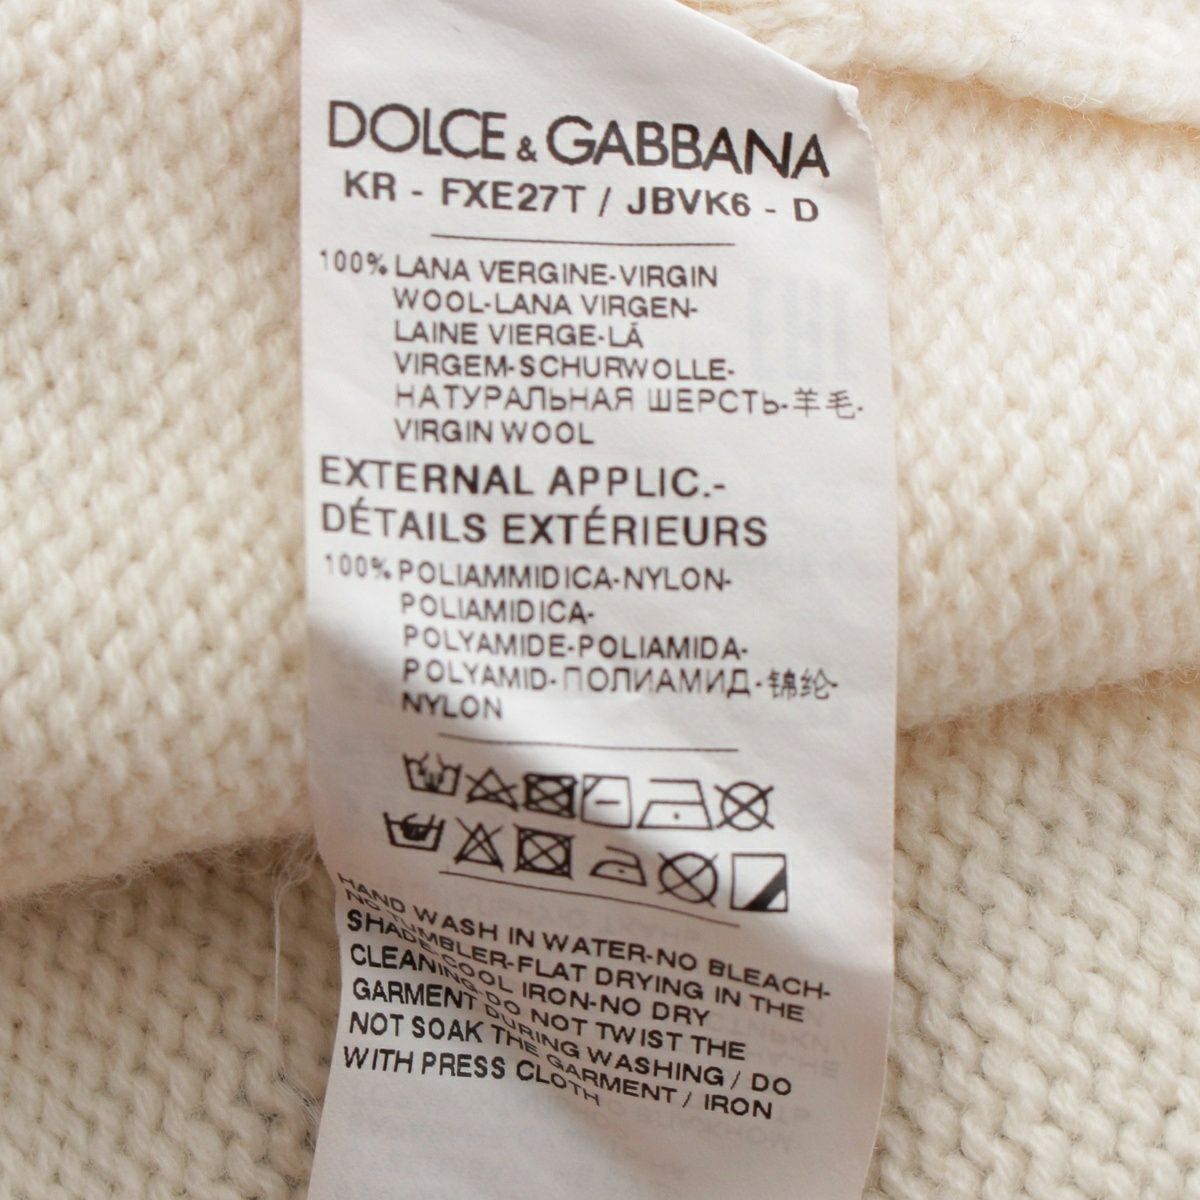 DOLCE & GABBANA
KR - FXE27T / JBVK6 - D
100% LANA VERGINE-VIRGIN
WOOL-LANA VIRGEN-
LAINE VIERGE-LÃ
VIRGEM-SCHURWOLLE-
НАТУРАЛЬНАЯ ШЕРСТЬ-羊毛-
VIRGIN WOOL
EXTERNAL APPLIC.-
DÉTAILS EXTÉRIEURS
100% POLIAMMIDICA-NYLON-
POLIAMIDICA-
POLYAMIDE-POLIAMIDA-
POLYAMID-ПОЛИАМИД-锦纶-
NYLON
HAND WASH IN WATER-NO BLEACH-
NO TUMBLER-FLAT DRYING IN THE
SHADE-COOL IRON-NO DRY
CLEANING DO NOT TWIST THE
GARMENT DURING WASHING / DO
NOT SOAK THE GARMENT / IRON
WITH PRESS CLOTH